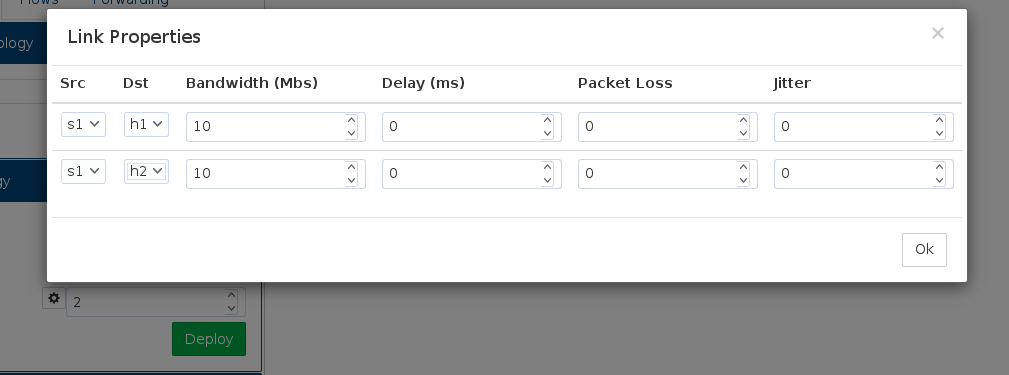 Flows Forwarding
Link Properties ×
ology
Src Dst Bandwidth (Mbs) Delay (ms) Packet Loss Jitter
s1 h1 10 0 0 0
s1 h2 10 0 0 0
gy
Ok
2
Deploy